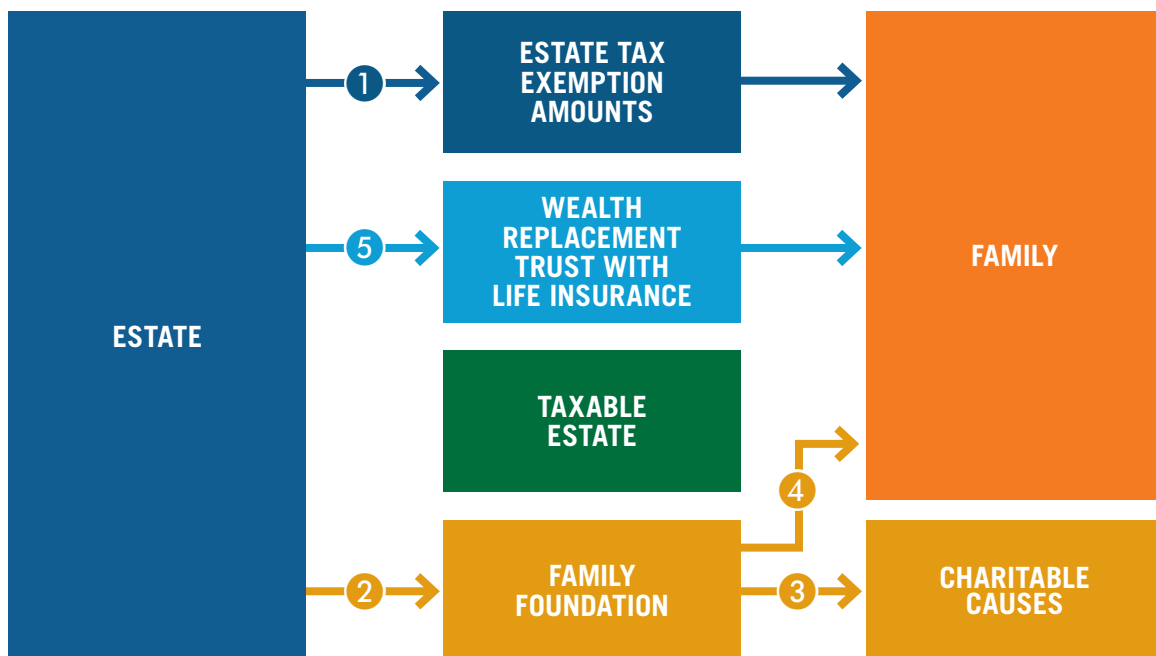 ESTATE
1
ESTATE TAX
EXEMPTION
AMOUNTS
5
WEALTH
REPLACEMENT
TRUST WITH
LIFE INSURANCE
FAMILY
TAXABLE
ESTATE
4
2
FAMILY
FOUNDATION
3
CHARITABLE
CAUSES